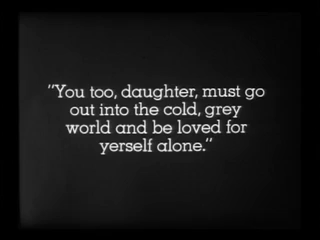 "You too, daughter, must go
out into the cold, grey
world and be loved for
yerself alone."